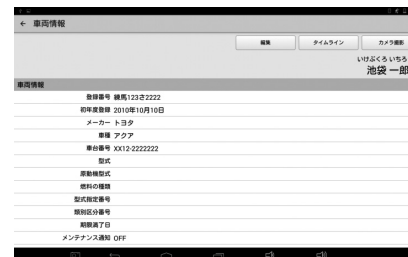 ← 車両情報
編集 タイムライン カメラ撮影
いけぶくろ いちろ
池袋 一郎
車両情報
登録番号 練馬123さ2222
初年度登録 2010年10月10日
メーカー トヨタ
車種 アクア
車台番号 XX12-2222222
型式
原動機型式
燃料の種類
型式指定番号
類別区分番号
期限満了日
メンテナンス通知 OFF